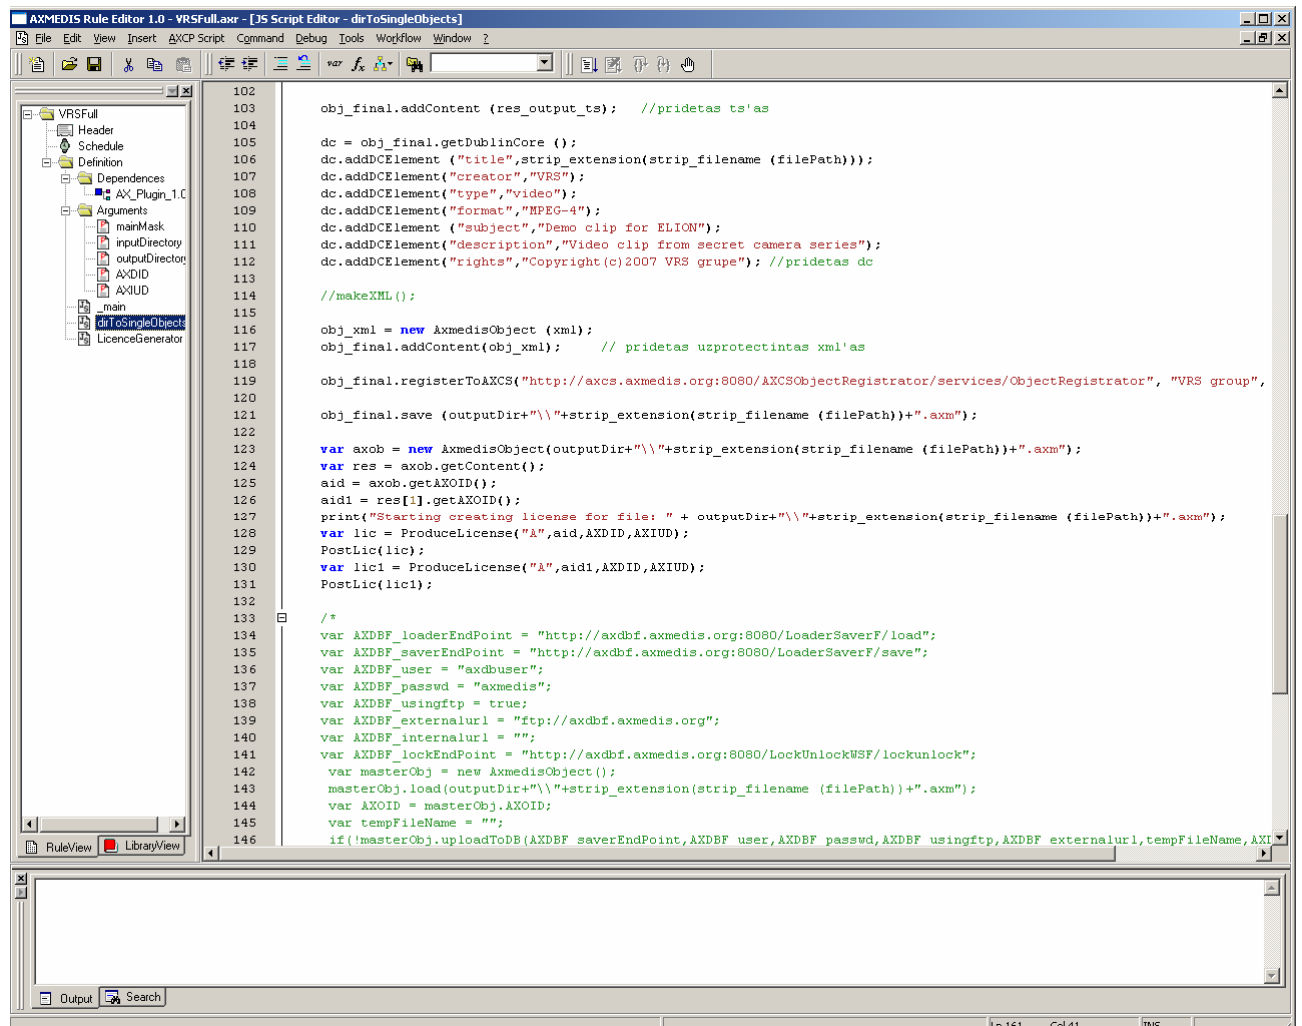 AXMEDIS Rule Editor 1.0 - VRSFull.axr - [JS Script Editor - dirToSingleObjects]
File Edit View Insert AXCP Script Command Debug Tools Workflow Window ?
var fx
VRSFull
Header
Schedule
Definition
Dependences
AX_Plugin_1.0
Arguments
mainMask
inputDirectory
outputDirectory
AXDID
AXIUD
_main
dirToSingleObjects
LicenceGenerator
RuleView LibraryView
102
103 obj_final.addContent (res_output_ts); //pridetas ts'as
104
105 dc = obj_final.getDublinCore ();
106 dc.addDCElement ("title",strip_extension(strip_filename (filePath)));
107 dc.addDCElement("creator","VRS");
108 dc.addDCElement("type","video");
109 dc.addDCElement("format","MPEG-4");
110 dc.addDCElement ("subject","Demo clip for ELION");
111 dc.addDCElement("description","Video clip from secret camera series");
112 dc.addDCElement("rights","Copyright(c)2007 VRS grupe"); //pridetas dc
113
114 //makeXML();
115
116 obj_xml = new AxmedisObject (xml);
117 obj_final.addContent(obj_xml); // pridetas uzprotectintas xml'as
118
119 obj_final.registerToAXCS("http://axcs.axmedis.org:8080/AXCSObjectRegistrator/services/ObjectRegistrator", "VRS group",
120
121 obj_final.save (outputDir+"\\"+strip_extension(strip_filename (filePath))+".axm");
122
123 var axob = new AxmedisObject(outputDir+"\\"+strip_extension(strip_filename (filePath))+".axm");
124 var res = axob.getContent();
125 aid = axob.getAXOID();
126 aid1 = res[1].getAXOID();
127 print("Starting creating license for file: " + outputDir+"\\"+strip_extension(strip_filename (filePath))+".axm");
128 var lic = ProduceLicense("A",aid,AXDID,AXIUD);
129 PostLic(lic);
130 var lic1 = ProduceLicense("A",aid1,AXDID,AXIUD);
131 PostLic(lic1);
132
133 /*
134 var AXDBF_loaderEndPoint = "http://axdbf.axmedis.org:8080/LoaderSaverF/load";
135 var AXDBF_saverEndPoint = "http://axdbf.axmedis.org:8080/LoaderSaverF/save";
136 var AXDBF_user = "axdbuser";
137 var AXDBF_passwd = "axmedis";
138 var AXDBF_usingftp = true;
139 var AXDBF_externalurl = "ftp://axdbf.axmedis.org";
140 var AXDBF_internalurl = "";
141 var AXDBF_lockEndPoint = "http://axdbf.axmedis.org:8080/LockUnlockWSF/lockunlock";
142 var masterObj = new AxmedisObject();
143 masterObj.load(outputDir+"\\"+strip_extension(strip_filename (filePath))+".axm");
144 var AXOID = masterObj.AXOID;
145 var tempFileName = "";
146 if(!masterObj.uploadToDB(AXDBF_saverEndPoint,AXDBF_user,AXDBF_passwd,AXDBF_usingftp,AXDBF_externalurl,tempFileName,AXI
Output Search
Ln 161 Col 41 INS